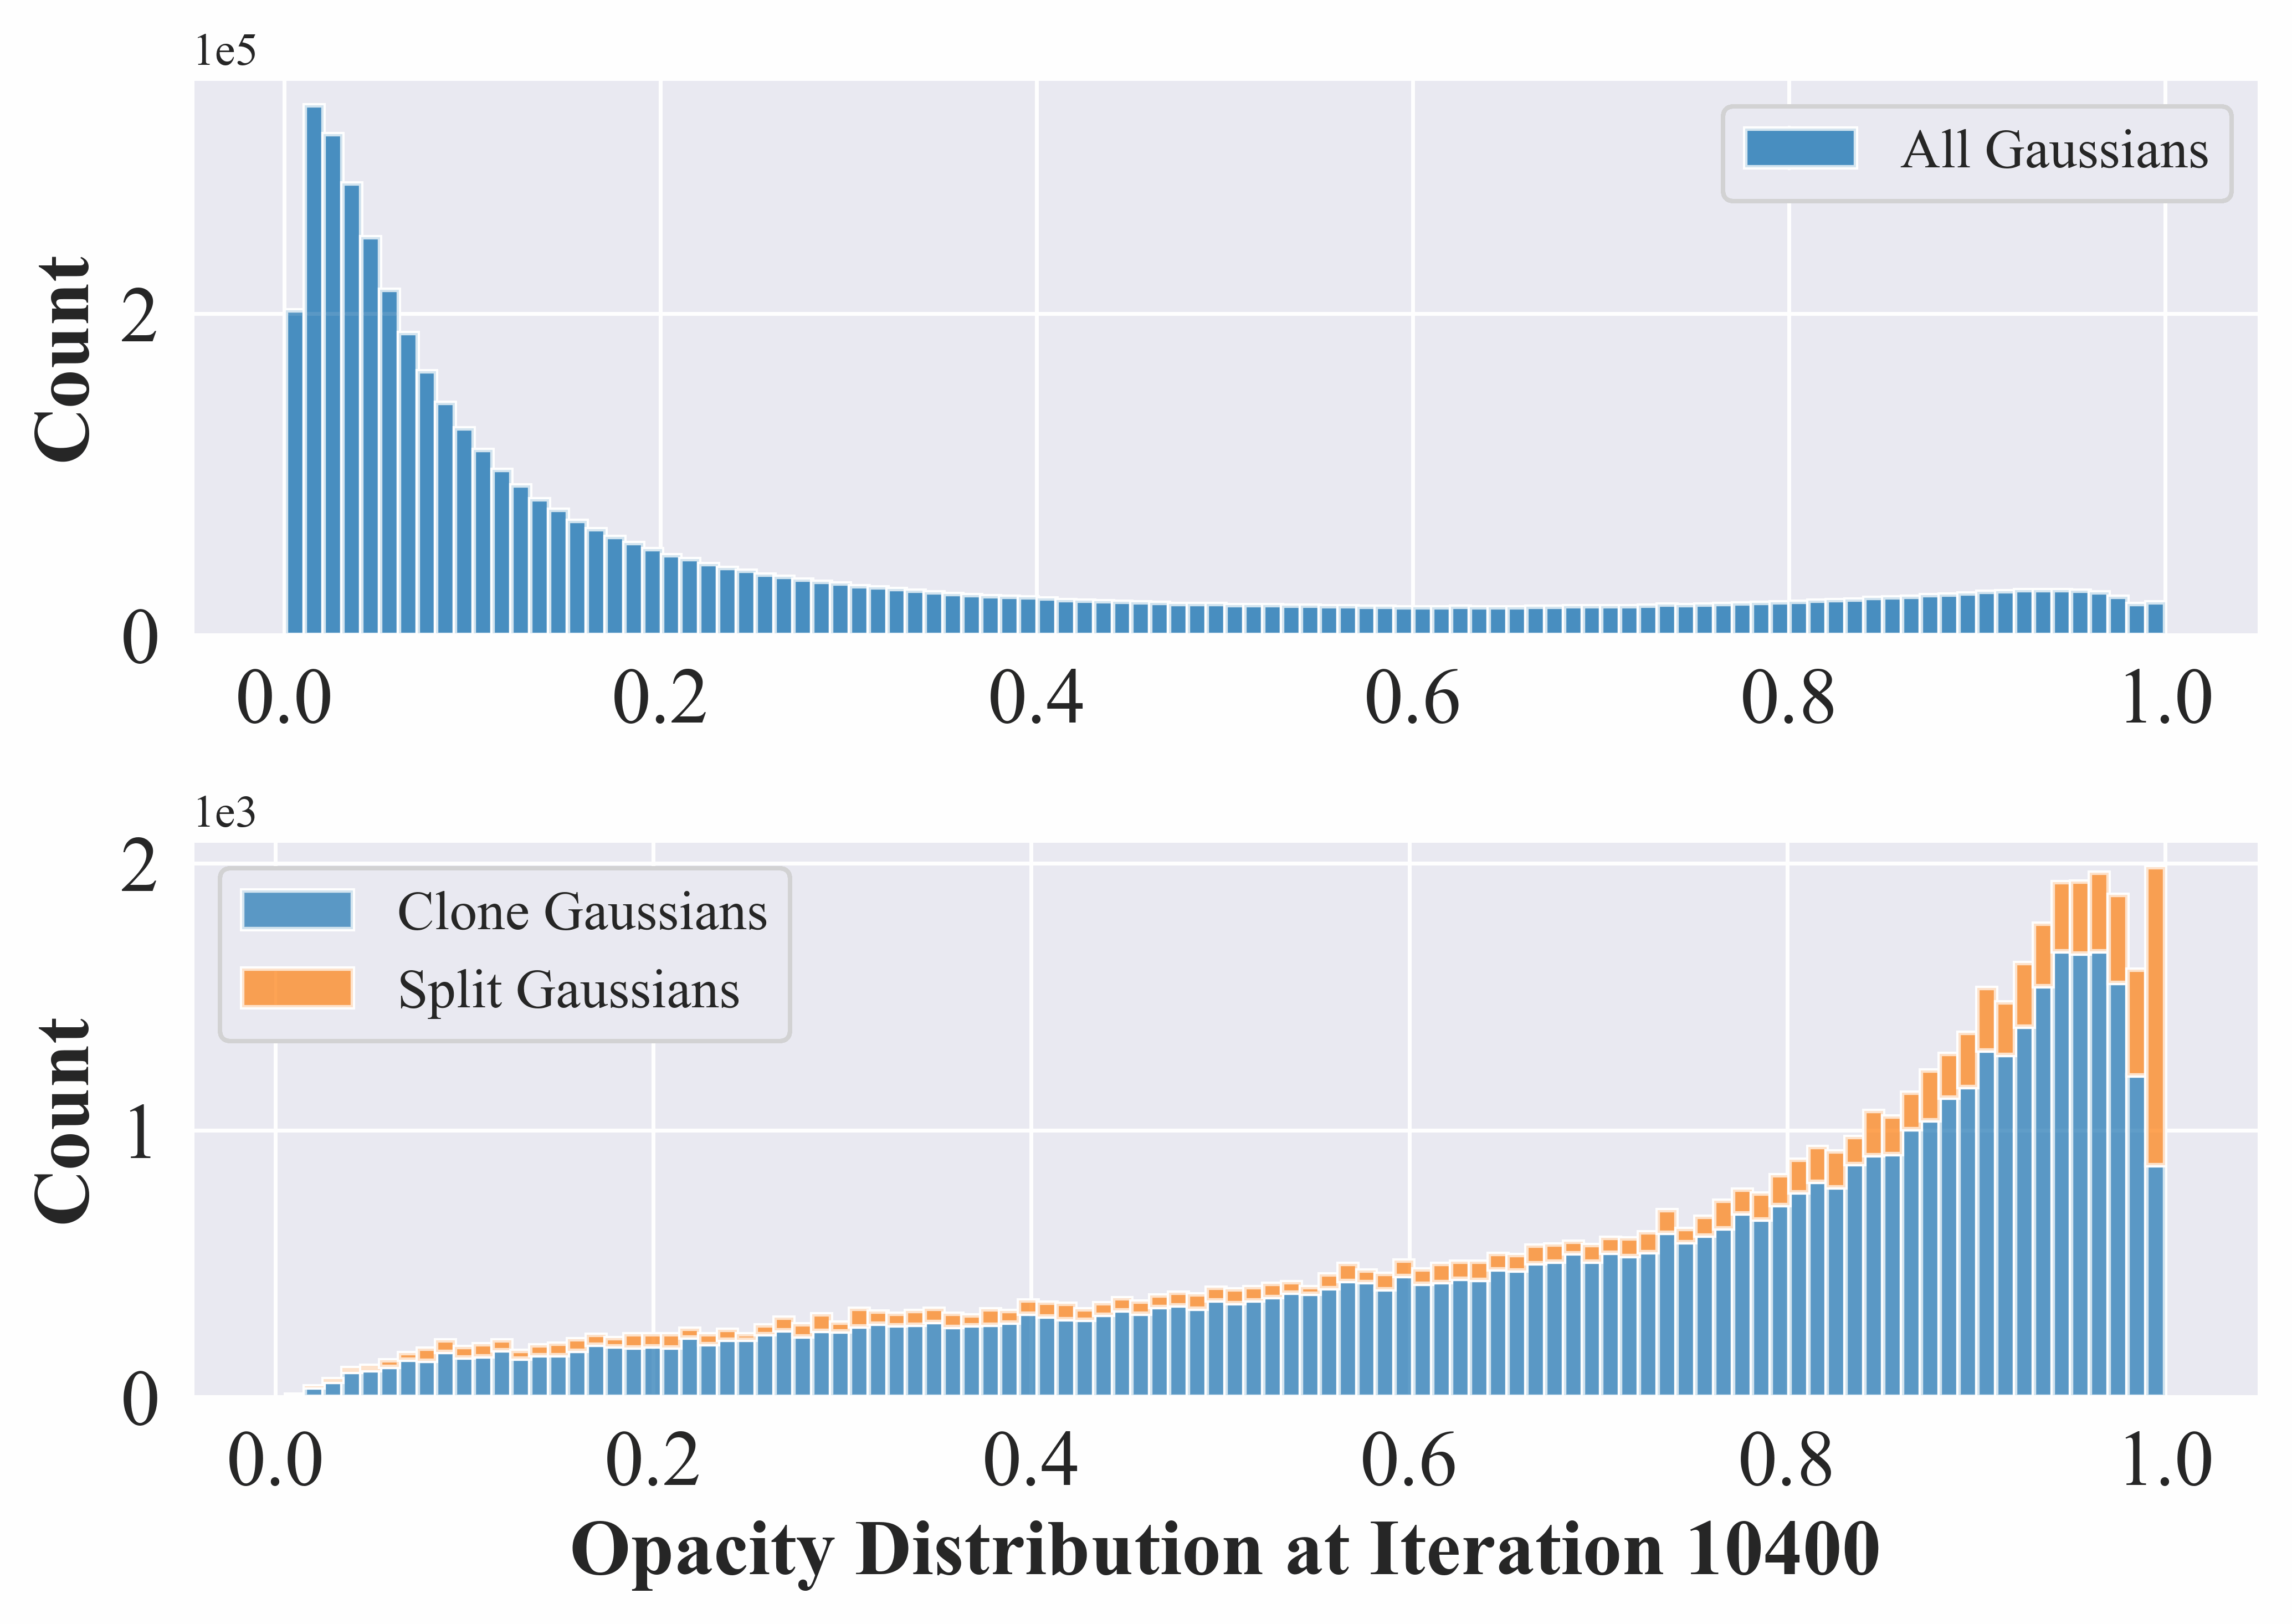 1e5
Count
2
0
All Gaussians
0.0 0.2 0.4 0.6 0.8 1.0
1e3
Count
2
1
0
Clone Gaussians
Split Gaussians
0.0 0.2 0.4 0.6 0.8 1.0
Opacity Distribution at Iteration 10400